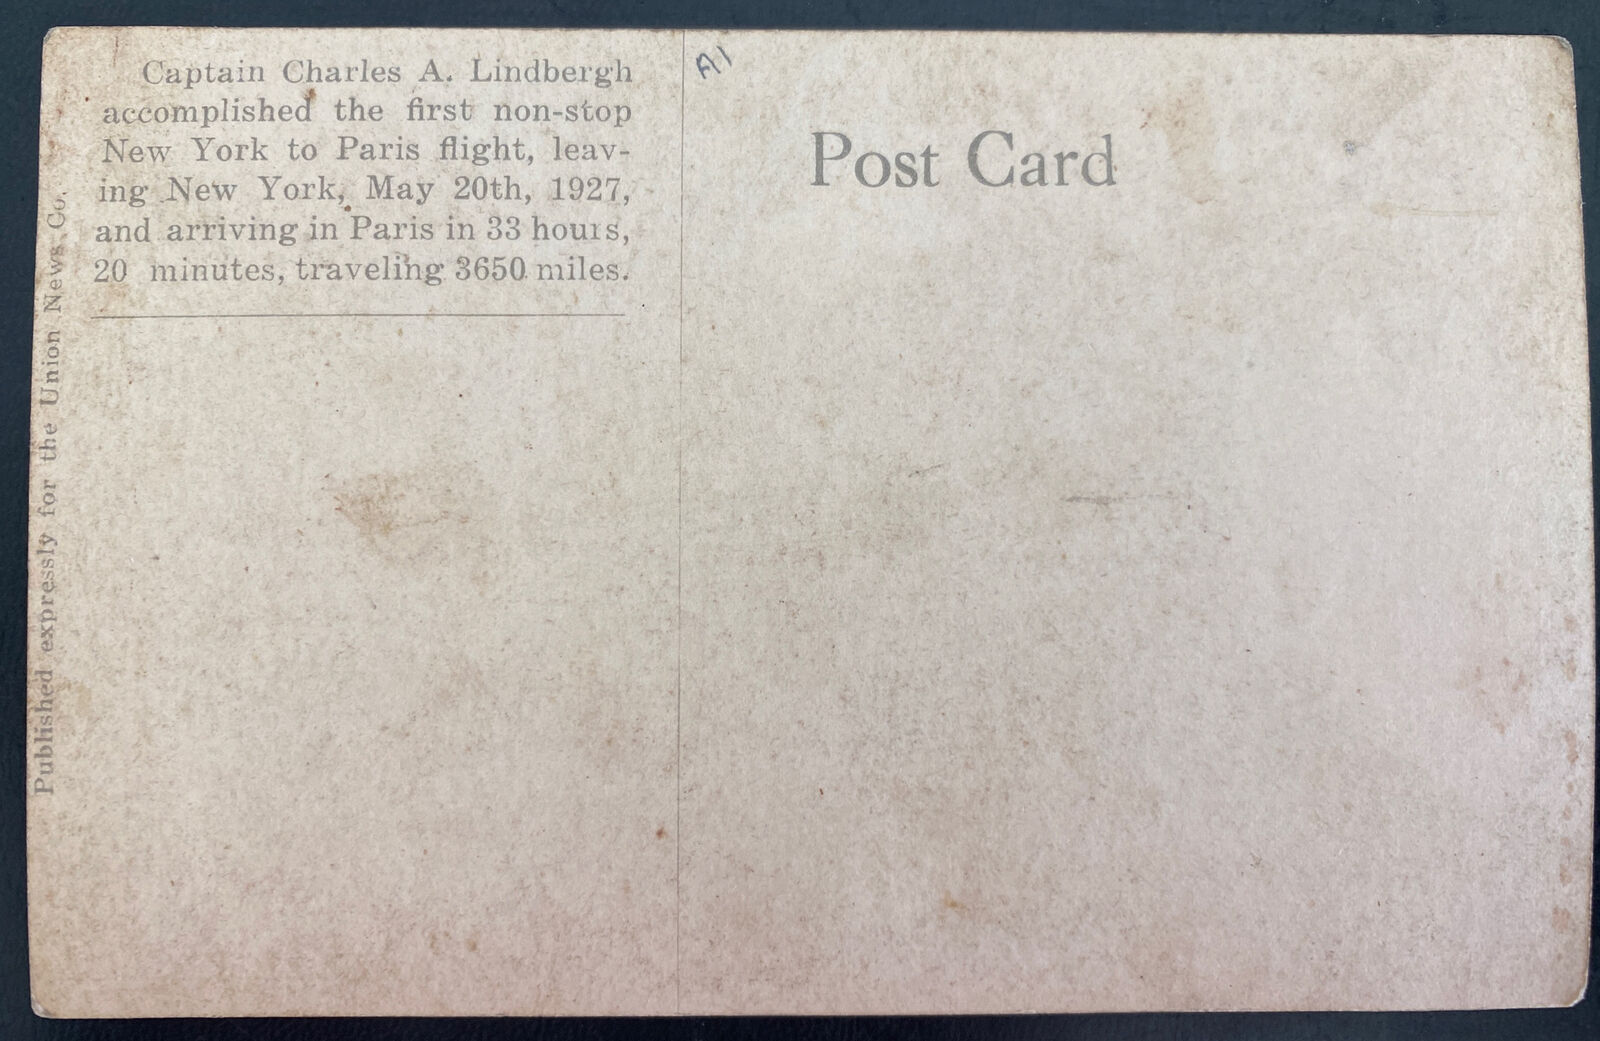 Captain Charles A. Lindbergh
accomplished the first non-stop
New York to Paris flight, leav-
ing New York, May 20th, 1927,
and arriving in Paris in 33 hours,
20 minutes, traveling 3650 miles.
Published expressly for the Union News Co.
A1
Post Card